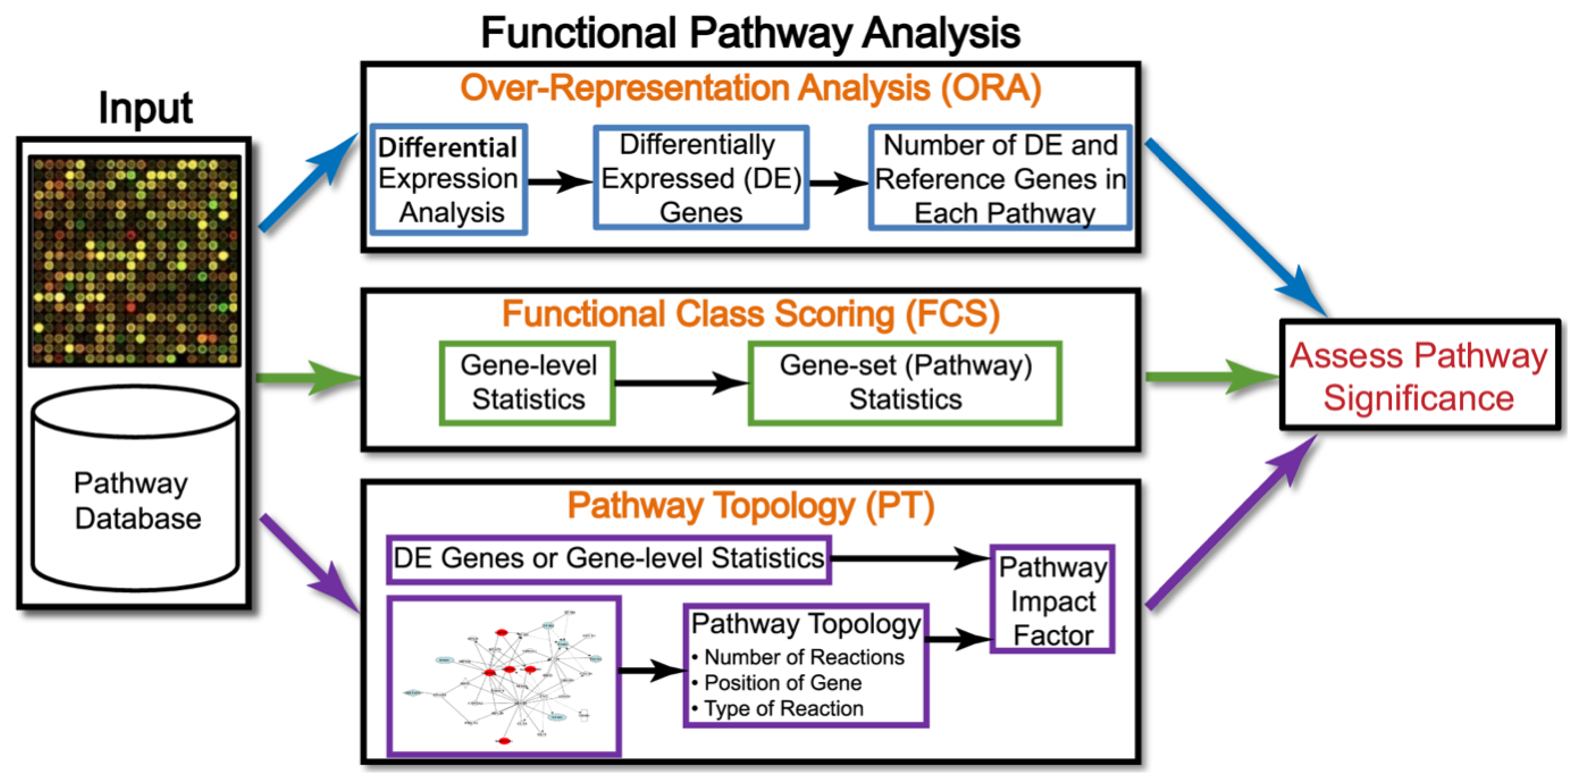 Functional Pathway Analysis
Input
Pathway
Database
Over-Representation Analysis (ORA)
Differential
Expression
Analysis
Differentially
Expressed (DE)
Genes
Number of DE and
Reference Genes in
Each Pathway
Functional Class Scoring (FCS)
Gene-level
Statistics
Gene-set (Pathway)
Statistics
Pathway Topology (PT)
DE Genes or Gene-level Statistics
Pathway Topology
• Number of Reactions
• Position of Gene
• Type of Reaction
Pathway
Impact
Factor
Assess Pathway
Significance